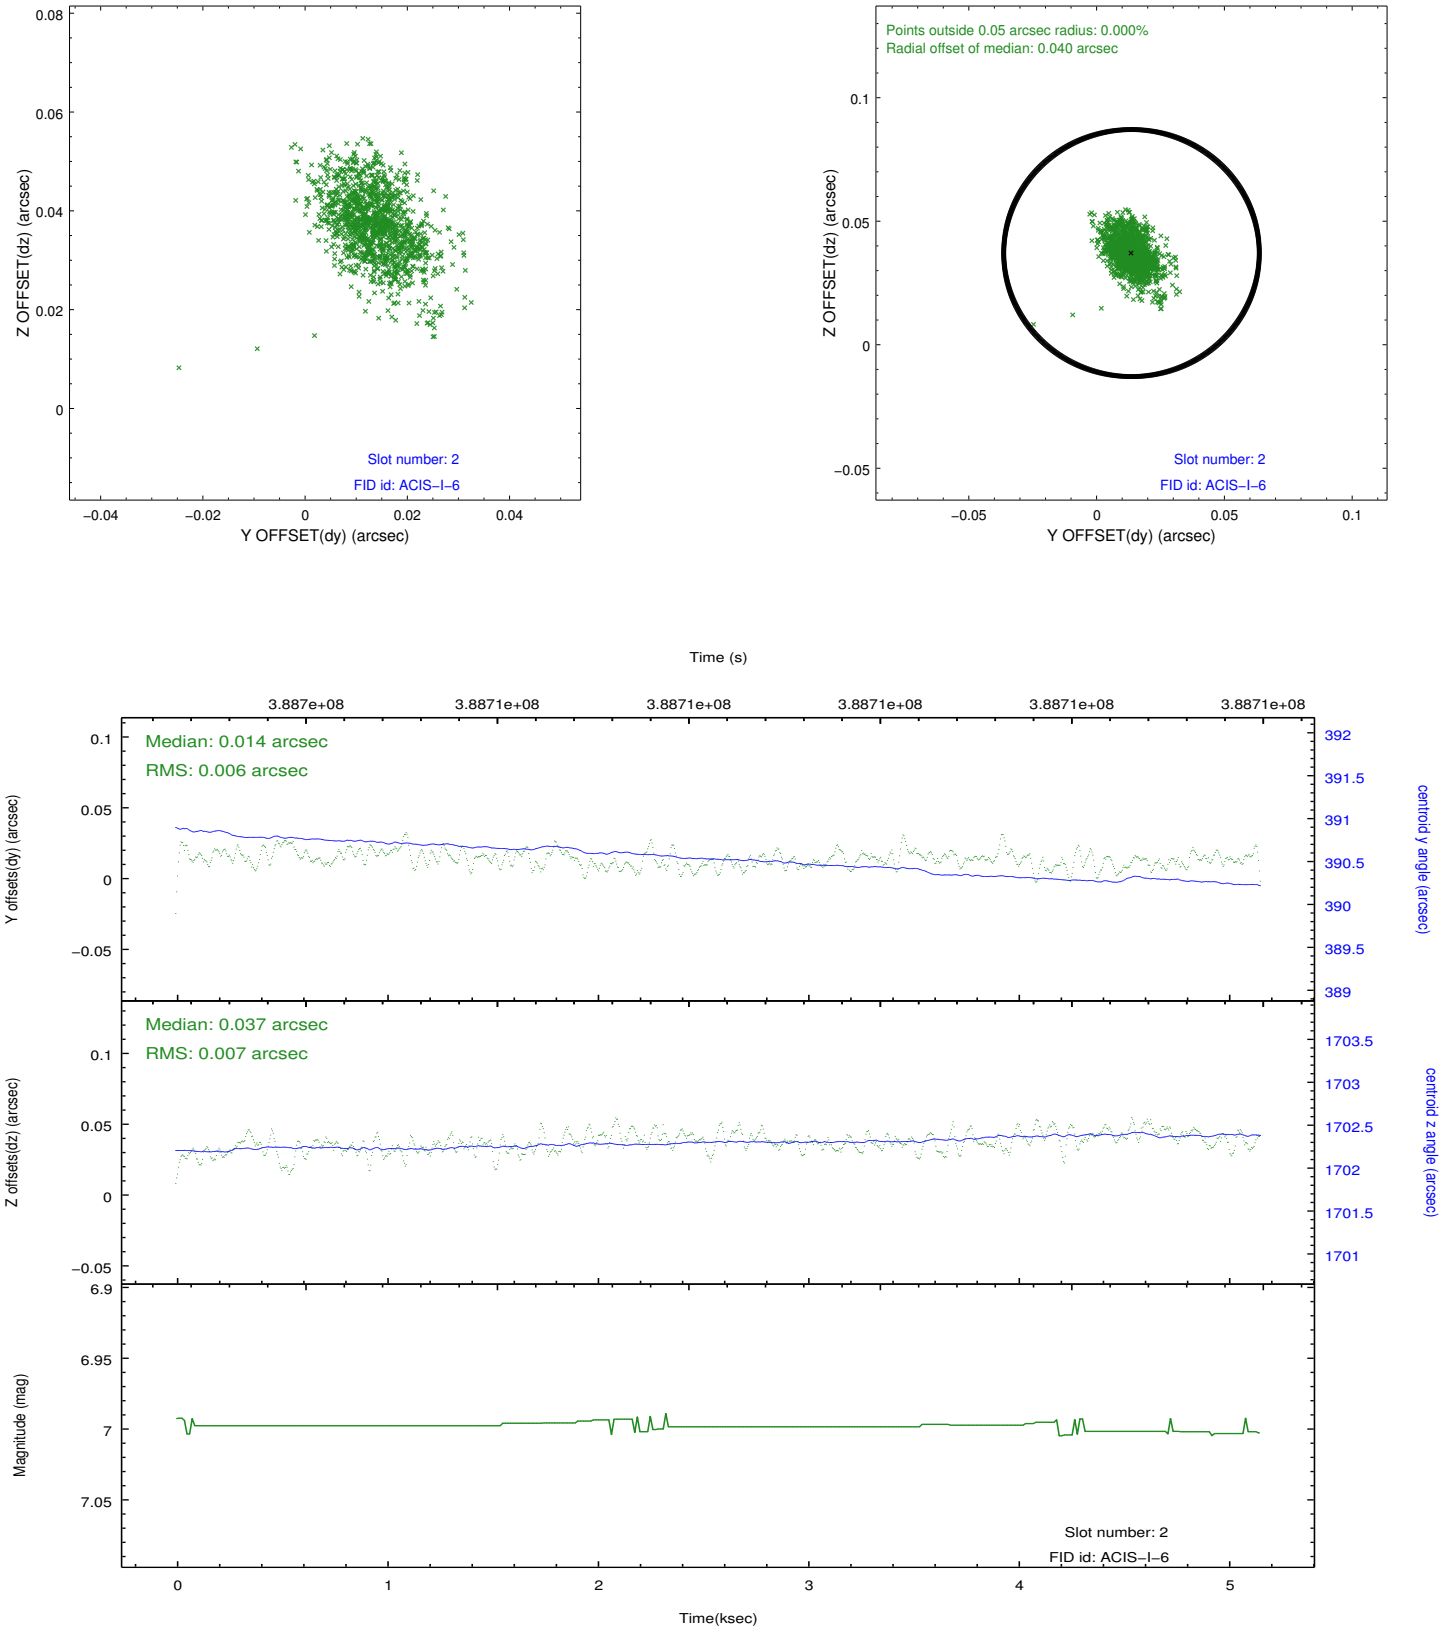 0.08
0.06
0.04
0.02
0
Z OFFSET(dz) (arcsec)
Slot number: 2
FID id: ACIS−I−6
−0.04 −0.02 0 0.02 0.04
Y OFFSET(dy) (arcsec)
Points outside 0.05 arcsec radius: 0.000%
Radial offset of median: 0.040 arcsec
0.1
0.05
0
−0.05
Z OFFSET(dz) (arcsec)
Slot number: 2
FID id: ACIS−I−6
−0.05 0 0.05 0.1
Y OFFSET(dy) (arcsec)
Time (s)
3.887e+08 3.8871e+08 3.8871e+08 3.8871e+08 3.8871e+08 3.8871e+08
Median: 0.014 arcsec
RMS: 0.006 arcsec
0.1
0.05
0
−0.05
Y offsets(dy) (arcsec)
392
391.5
391
390.5
390
389.5
389
centroid y angle (arcsec)
Median: 0.037 arcsec
RMS: 0.007 arcsec
0.1
0.05
0
−0.05
Z offsets(dz) (arcsec)
1703.5
1703
1702.5
1702
1701.5
1701
centroid z angle (arcsec)
6.9
6.95
7
7.05
Magnitude (mag)
Slot number: 2
FID id: ACIS−I−6
0 1 2 3 4 5
Time(ksec)